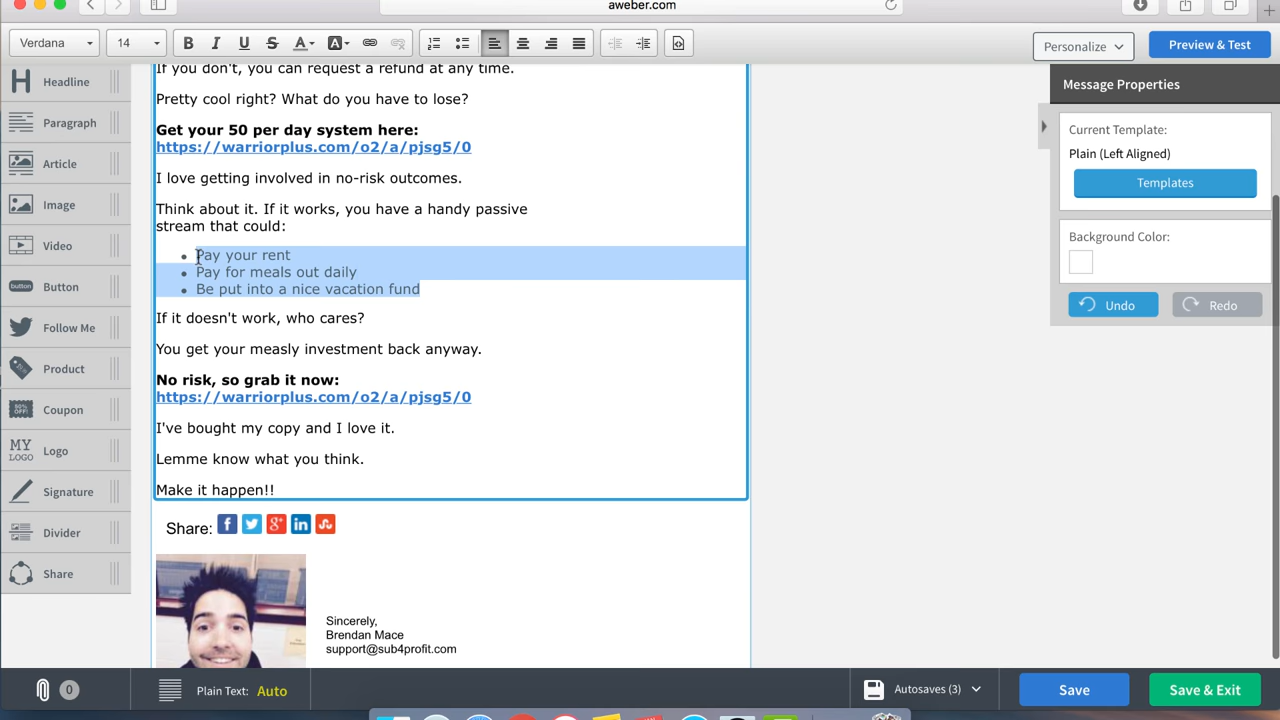 aweber.com
Verdana
14
B I U S A A
Personalize
Preview & Test
Headline
Paragraph
Article
Image
Video
button
Button
Follow Me
Product
50% OFF!
Coupon
MY LOGO
Logo
Signature
Divider
Share
If you don't, you can request a refund at any time.
Pretty cool right? What do you have to lose?
Get your 50 per day system here:
https://warriorplus.com/o2/a/pjsg5/0
I love getting involved in no-risk outcomes.
Think about it. If it works, you have a handy passive
stream that could:
Pay your rent
Pay for meals out daily
Be put into a nice vacation fund
If it doesn't work, who cares?
You get your measly investment back anyway.
No risk, so grab it now:
https://warriorplus.com/o2/a/pjsg5/0
I've bought my copy and I love it.
Lemme know what you think.
Make it happen!!
Share:
Sincerely,
Brendan Mace
support@sub4profit.com
Message Properties
Current Template:
Plain (Left Aligned)
Templates
Background Color:
Undo
Redo
0
Plain Text: Auto
Autosaves (3)
Save
Save & Exit